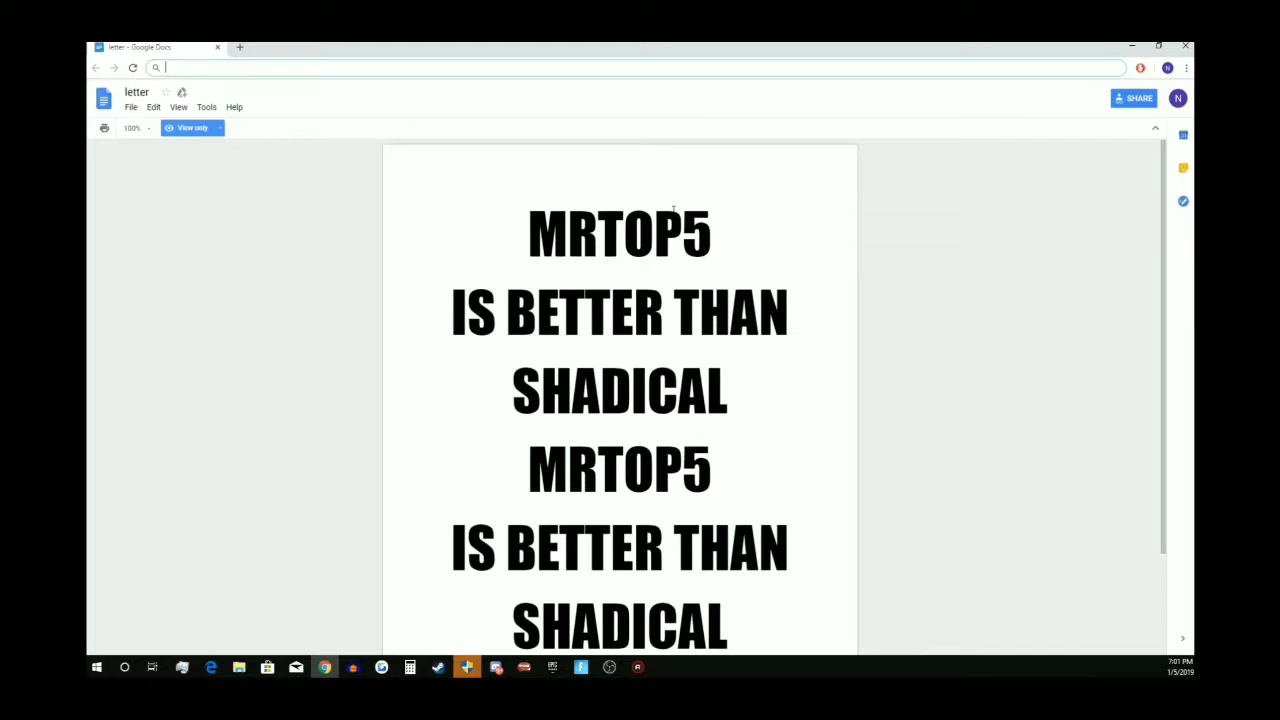 letter - Google Docs
letter
File Edit View Tools Help
SHARE
N
100%
View only
MRTOP5
IS BETTER THAN
SHADICAL
MRTOP5
IS BETTER THAN
SHADICAL
7:01 PM
1/5/2019